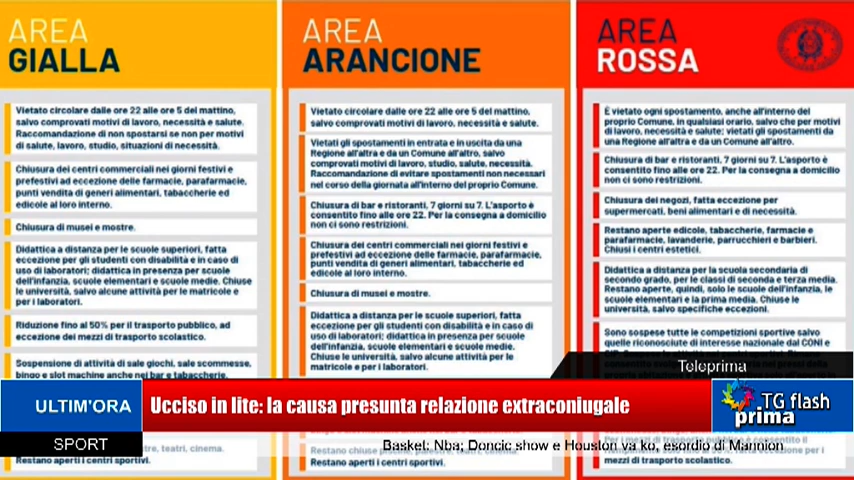 AREA
GIALLA
Vietato circolare dalle ore 22 alle ore 5 del mattino,
salvo comprovati motivi di lavoro, necessità e salute.
Raccomandazione di non spostarsi se non per motivi
di salute, lavoro, studio, situazioni di necessità.
Chiusura dei centri commerciali nei giorni festivi e
prefestivi ad eccezione delle farmacie, parafarmacie,
punti vendita di generi alimentari, tabaccherie ed
edicole al loro interno.
Chiusura di musei e mostre.
Didattica a distanza per le scuole superiori, fatta
eccezione per gli studenti con disabilità e in caso di
uso di laboratori; didattica in presenza per scuole
dell'infanzia, scuole elementari e scuole medie. Chiuse
le università, salvo alcune attività per le matricole e
per i laboratori.
Riduzione fino al 50% per il trasporto pubblico, ad
eccezione dei mezzi di trasporto scolastico.
Sospensione di attività di sale giochi, sale scommesse,
bingo e slot machine anche nei bar e tabaccherie.
teatri, cinema.
Restano aperti i centri sportivi.
AREA
ARANCIONE
Vietato circolare dalle ore 22 alle ore 5 del mattino,
salvo comprovati motivi di lavoro, necessità e salute.
Vietati gli spostamenti in entrata e in uscita da una
Regione all'altra e da un Comune all'altro, salvo
comprovati motivi di lavoro, studio, salute, necessità.
Raccomandazione di evitare spostamenti non necessari
nel corso della giornata all'interno del proprio Comune.
Chiusura di bar e ristoranti, 7 giorni su 7. L'asporto è
consentito fino alle ore 22. Per la consegna a domicilio
non ci sono restrizioni.
Chiusura dei centri commerciali nei giorni festivi e
prefestivi ad eccezione delle farmacie, parafarmacie,
punti vendita di generi alimentari, tabaccherie ed
edicole al loro interno.
Chiusura di musei e mostre.
Didattica a distanza per le scuole superiori, fatta
eccezione per gli studenti con disabilità e in caso di
uso di laboratori; didattica in presenza per scuole
dell'infanzia, scuole elementari e scuole medie.
Chiuse le università, salvo alcune attività per le
matricole e per i laboratori.
Restano chiuse piscine, palestre, teatri, cinema.
Restano aperti i centri sportivi.
AREA
ROSSA
È vietato ogni spostamento, anche all'interno del
proprio Comune, in qualsiasi orario, salvo che per motivi
di lavoro, necessità e salute; vietati gli spostamenti da
una Regione all'altra e da un Comune all'altro.
Chiusura di bar e ristoranti, 7 giorni su 7. L'asporto è
consentito fino alle ore 22. Per la consegna a domicilio
non ci sono restrizioni.
Chiusura dei negozi, fatta eccezione per
supermercati, beni alimentari e di necessità.
Restano aperte edicole, tabaccherie, farmacie e
parafarmacie, lavanderie, parrucchieri e barbieri.
Chiusi i centri estetici.
Didattica a distanza per la scuola secondaria di
secondo grado, per le classi di seconda e terza media.
Restano aperte, quindi, solo le scuole dell'infanzia, le
scuole elementari e la prima media. Chiuse le
università, salvo specifiche eccezioni.
Sono sospese tutte le competizioni sportive salvo
quelle riconosciute di interesse nazionale dal CONI e
mezzi di trasporto scolastico.
Teleprima
ULTIM'ORA
Ucciso in lite: la causa presunta relazione extraconiugale
TG flash
prima
SPORT
Basket: Nba; Doncic show e Houston va ko, esordio di Mannion